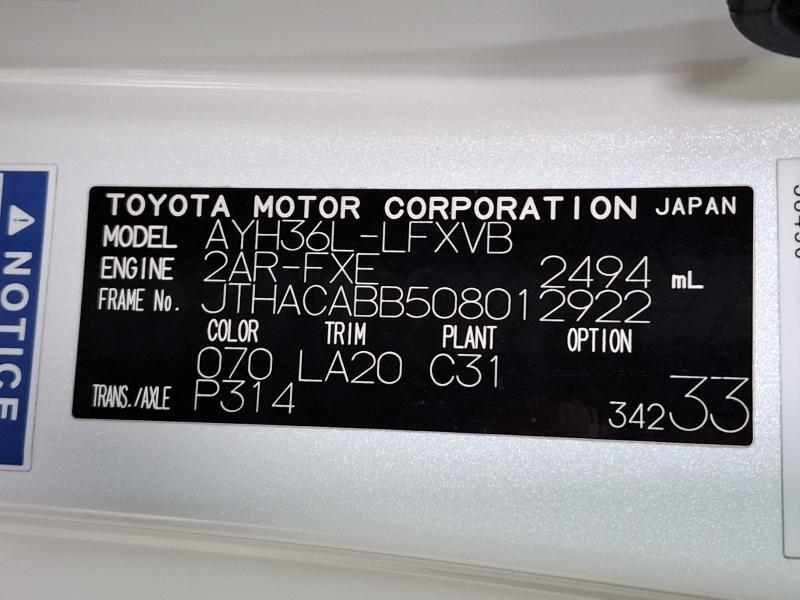 TOYOTA MOTOR CORPORATION JAPAN
MODEL AYH36L-LFXVB
ENGINE 2AR-FXE 2494 mL
FRAME No. JTHACABB508012922
COLOR TRIM PLANT OPTION
070 LA20 C31
TRANS./AXLE P314
34233
NOTICE